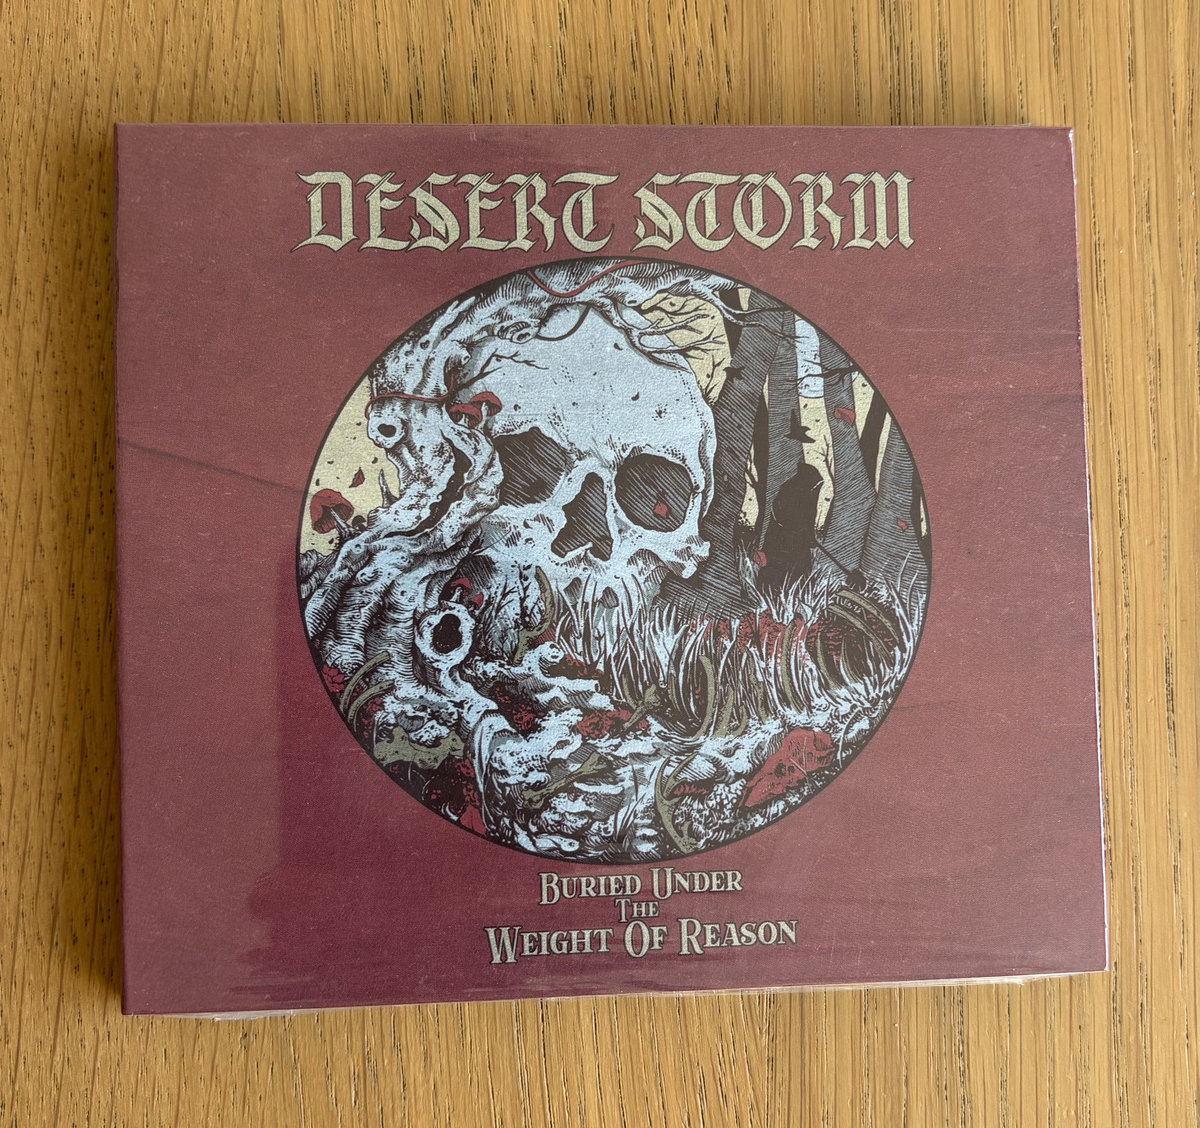 DESERT STORM
BURIED UNDER
THE
WEIGHT OF REASON